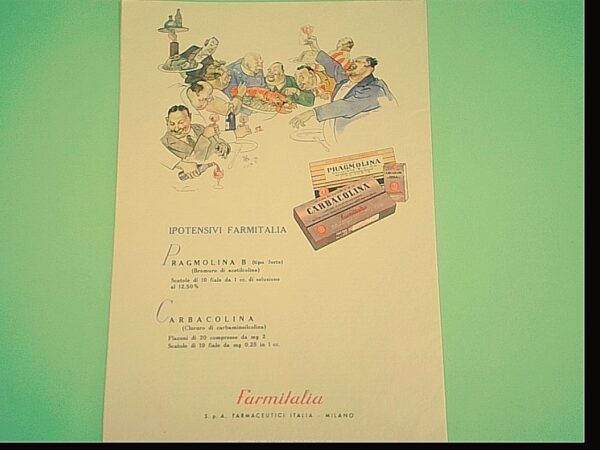 PRAGMOLINA
CARBACOLINA
Farmitalia
IPOTENSIVI FARMITALIA
PRAGMOLINA B (tipo forte)
(Bromuro di acetilcolina)
Scatole di 10 fiale da 1 cc. di soluzione
al 12,50%
CARBACOLINA
(Cloruro di carbaminoilcolina)
Flaconi di 20 compresse da mg 2
Scatole di 10 fiale da mg 0,25 in 1 cc.
Farmitalia
S. p. A. FARMACEUTICI ITALIA - MILANO